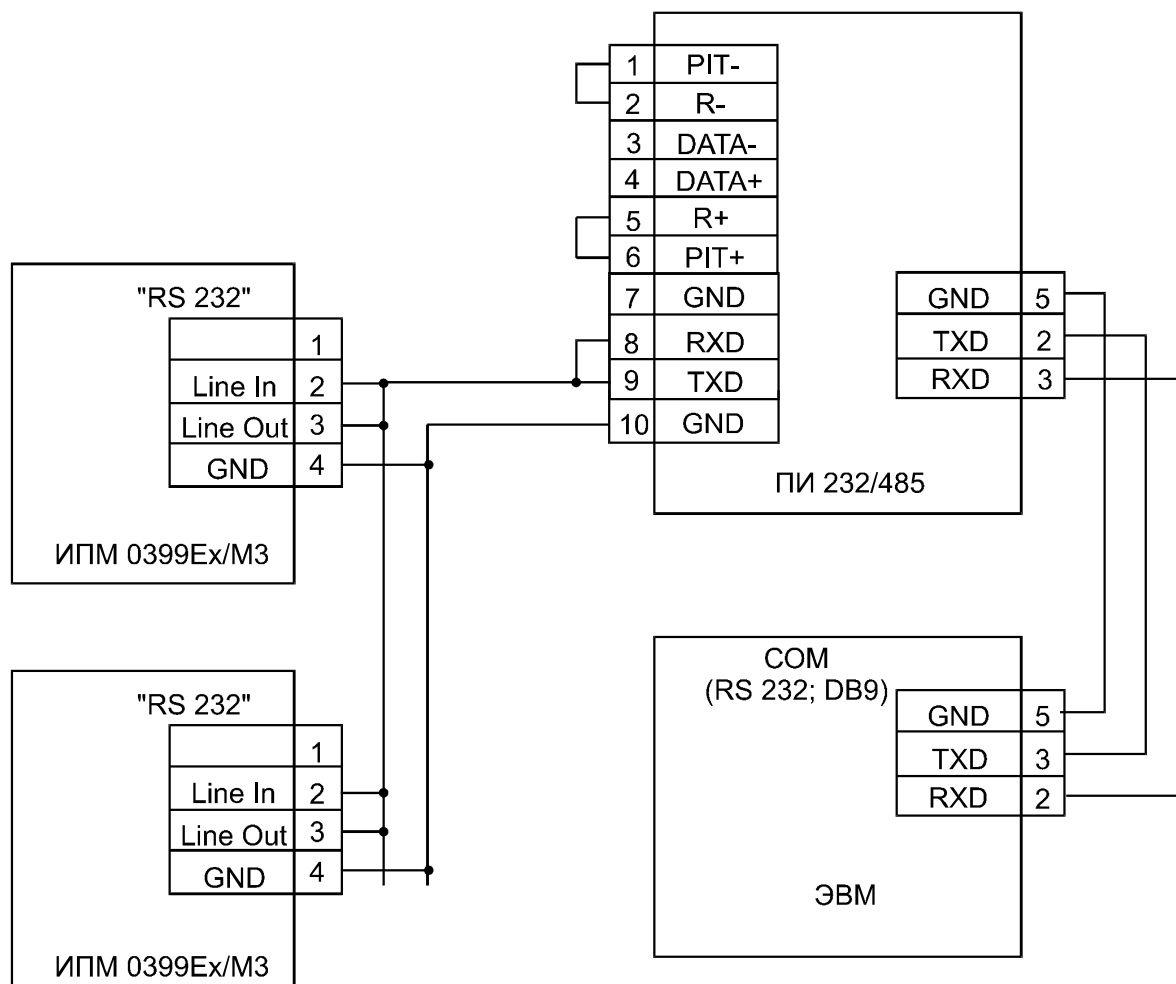 1 PIT-
2 R-
3 DATA-
4 DATA+
5 R+
6 PIT+
7 GND
8 RXD
9 TXD
10 GND
GND 5
TXD 2
RXD 3
ПИ 232/485
"RS 232"
1
Line In 2
Line Out 3
GND 4
ИПМ 0399Ex/М3
"RS 232"
1
Line In 2
Line Out 3
GND 4
ИПМ 0399Ex/М3
COM
(RS 232; DB9)
GND 5
TXD 3
RXD 2
ЭВМ